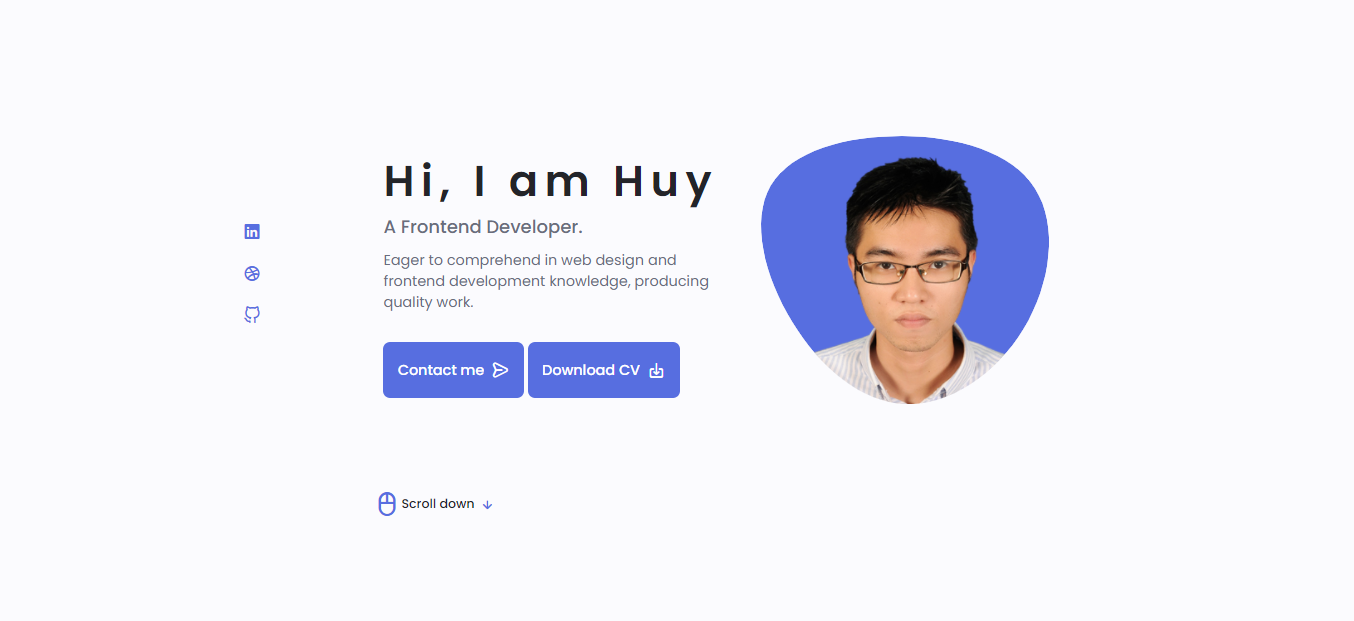 Hi, I am Huy
A Frontend Developer.
Eager to comprehend in web design and
frontend development knowledge, producing
quality work.
Contact me
Download CV
Scroll down